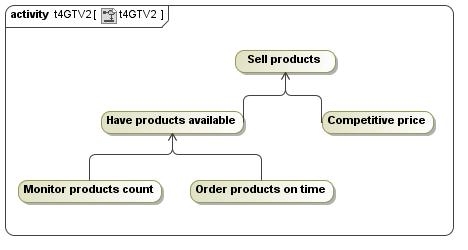 activity t4GTV2 [ t4GTV2 ]
Sell products
Have products available
Competitive price
Monitor products count
Order products on time